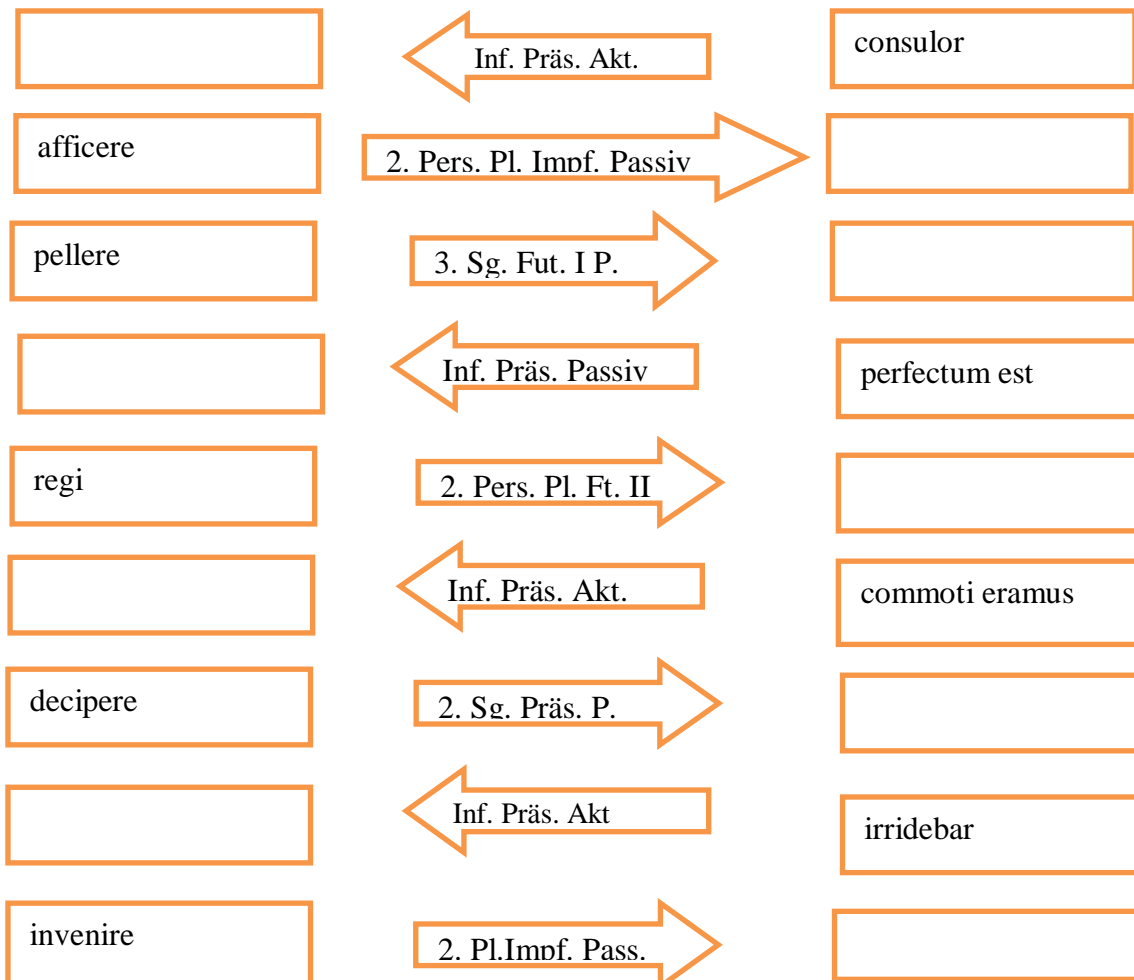 Inf. Präs. Akt.
consulor
afficere
2. Pers. Pl. Impf. Passiv
pellere
3. Sg. Fut. I P.
Inf. Präs. Passiv
perfectum est
regi
2. Pers. Pl. Ft. II
Inf. Präs. Akt.
commoti eramus
decipere
2. Sg. Präs. P.
Inf. Präs. Akt
irridebar
invenire
2. Pl.Impf. Pass.